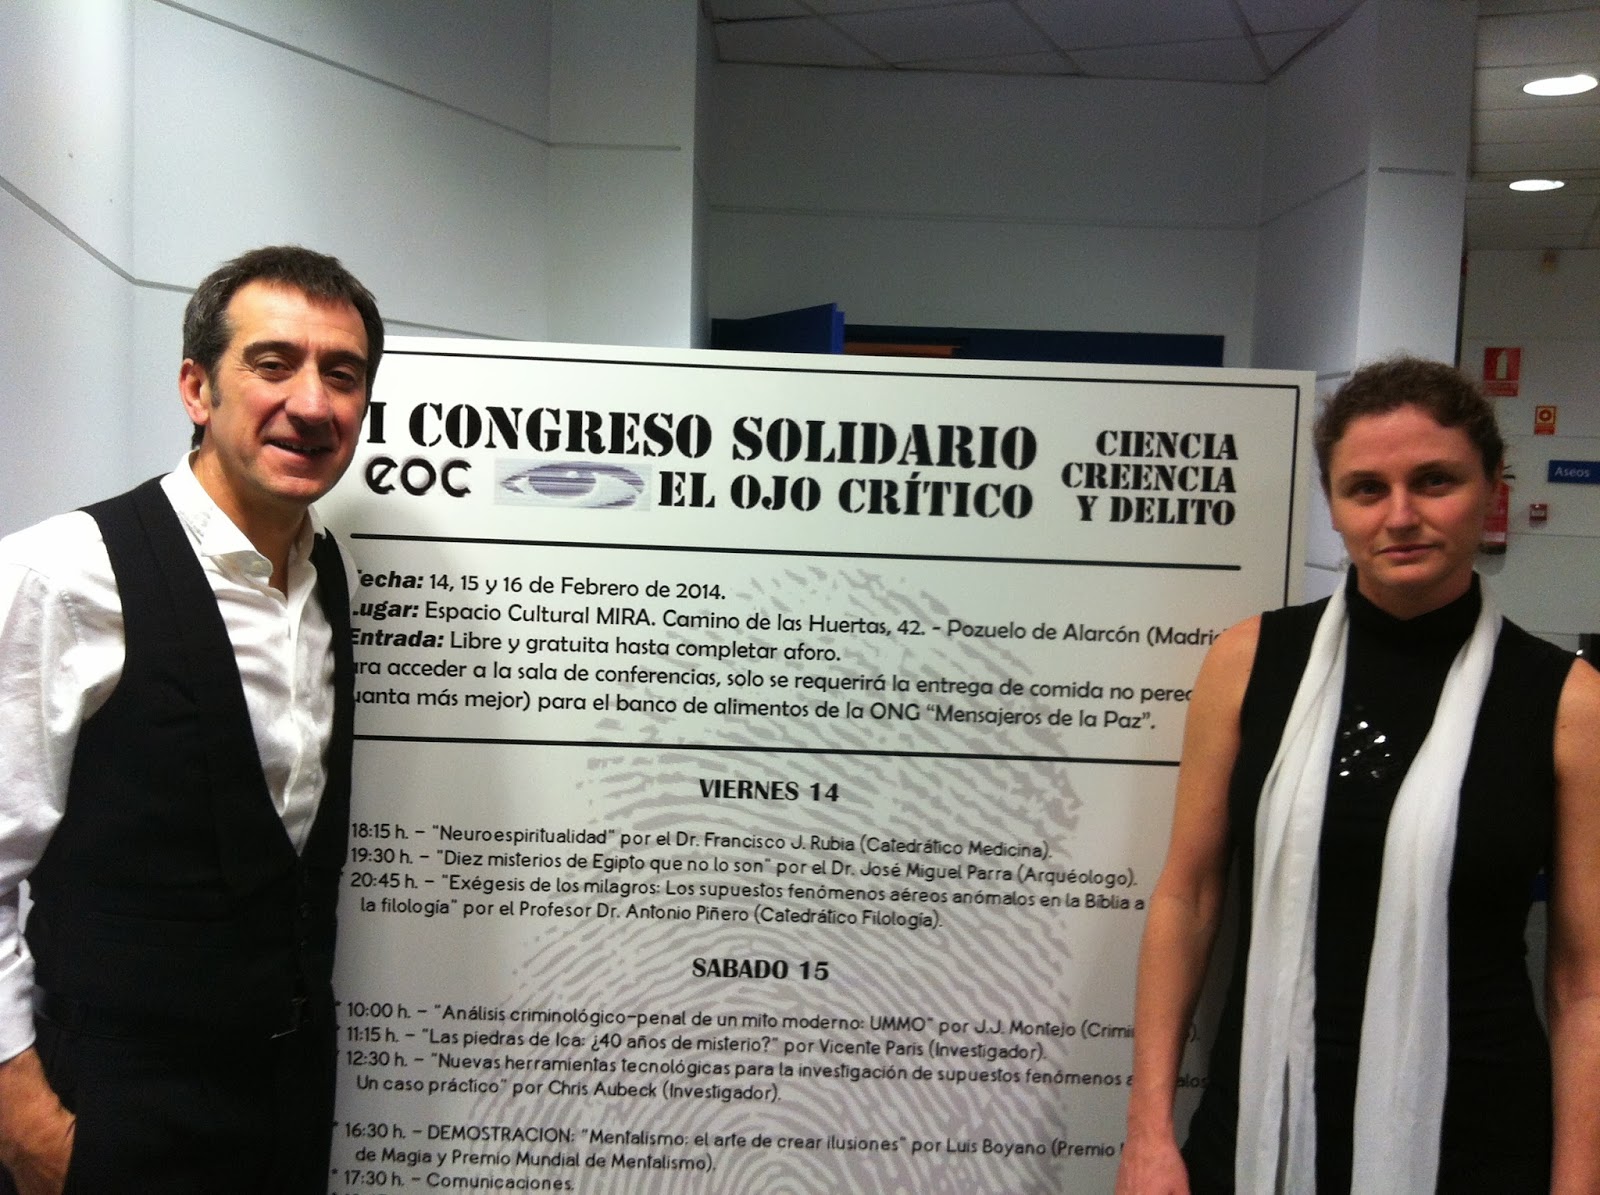 I CONGRESO SOLIDARIO
eoc EL OJO CRÍTICO
CIENCIA
CREENCIA
Y DELITO
Fecha: 14, 15 y 16 de Febrero de 2014.
Lugar: Espacio Cultural MIRA. Camino de las Huertas, 42. - Pozuelo de Alarcón (Madri
Entrada: Libre y gratuita hasta completar aforo.
ra acceder a la sala de conferencias, solo se requerirá la entrega de comida no pere
uanta más mejor) para el banco de alimentos de la ONG “Mensajeros de la Paz”.
VIERNES 14
18:15 h. - "Neuroespiritualidad" por el Dr. Francisco J. Rubia (Catedrático Medicina).
19:30 h. - "Diez misterios de Egipto que no lo son" por el Dr. José Miguel Parra (Arquéologo).
* 20:45 h. - "Exégesis de los milagros: Los supuestos fenómenos aéreos anómalos en la Bíblia a
la filología" por el Profesor Dr. Antonio Piñero (Catedrático Filología).
SABADO 15
* 10:00 h. - "Análisis criminológico-penal de un mito moderno: UMMO" por J.J. Montejo (Crimi
* 11:15 h. - "Las piedras de Ica: ¿40 años de misterio?" por Vicente Paris (Investigador).
* 12:30 h. - "Nuevas herramientas tecnológicas para la investigación de supuestos fenómenos a alos
Un caso práctico" por Chris Aubeck (Investigador).
* 16:30 h. - DEMOSTRACION: "Mentalismo: el arte de crear ilusiones" por Luis Boyano (Premio
de Magia y Premio Mundial de Mentalismo).
* 17:30 h. - Comunicaciones.
Aseos